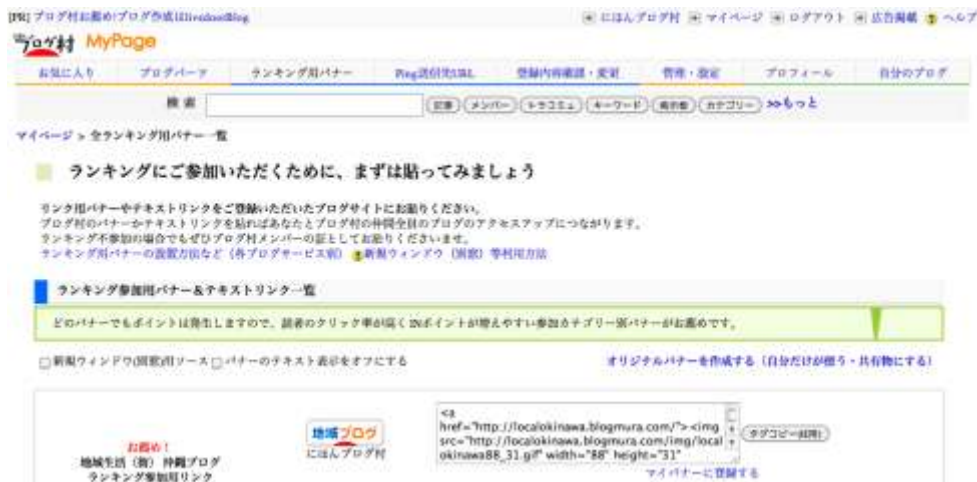 [PR] ブログ村お薦め!ブログ作成はlivedoorBlog
にほんブログ村 マイページ ログアウト 広告掲載 ヘルプ
ブログ村 MyPage
お気に入り ブログパーツ ランキング用バナー Ping送信先URL 登録内容確認・変更 管理・設定 プロフィール 自分のブログ
検索 記事 メンバー トラコミュ キーワード 掲示板 カテゴリー >>もっと
マイページ > 全ランキング用バナー一覧
ランキングにご参加いただくために、まずは貼ってみましょう
リンク用バナーやテキストリンクをご登録いただいたブログサイトにお貼りください。
ブログ村のバナーかテキストリンクを貼ればあなたとブログ村の仲間全員のブログのアクセスアップにつながります。
ランキング不参加の場合でもぜひブログ村メンバーの証としてお貼りくださいませ。
ランキング用バナーの設置方法など（各ブログサービス別） 新規ウィンドウ（別窓）等利用方法
ランキング参加用バナー&テキストリンク一覧
どのバナーでもポイントは発生しますので、読者のクリック率が高くINポイントが増えやすい参加カテゴリー別バナーがお薦めです。
新規ウィンドウ(別窓)用ソース バナーのテキスト表示をオフにする
オリジナルバナーを作成する（自分だけが使う・共有物にする）
お薦め！
地域生活（街） 沖縄ブログ
ランキング参加用リンク
地域ブログ
にほんブログ村
<a
href="http://localokinawa.blogmura.com/"><img
src="http://localokinawa.blogmura.com/img/local
okinawa88_31.gif" width="88" height="31"
タグコピー(IE用)
マイバナーに登録する